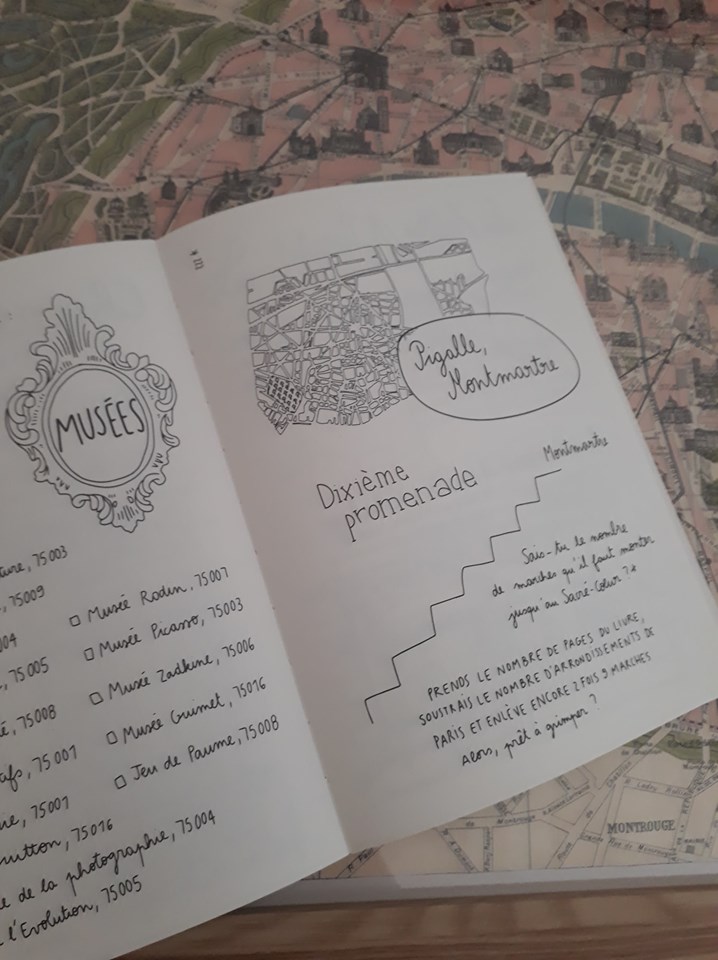 MUSÉES
75003
75009
75005
75008
75001
75001
75016
de la photographie, 75004
l'Evolution, 75005
□ Musée Rodin, 75007
□ Musée Picasso, 75003
□ Musée Zadkine, 75006
□ Musée Guimet, 75016
□ Jeu de Paume, 75008
Pigalle,
Montmartre
Dixième
promenade
Montmartre
Sais-tu le nombre
de marches qu'il faut monter
jusqu'au Sacré-Cœur ?*
PRENDS LE NOMBRE DE PAGES DU LIVRE,
SOUSTRAIS LE NOMBRE D'ARRONDISSEMENTS DE
PARIS ET ENLÈVE ENCORE 2 FOIS 9 MARCHES
Alors, prêt à grimper ?
MONTROUGE